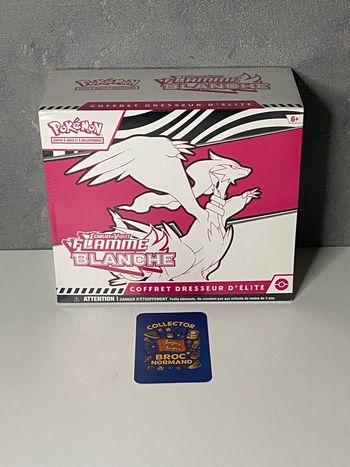 POKÉMON
FLAMME
BLANCHE
COFFRET DRESSEUR D'ÉLITE
POKÉMON
CARTES À JOUER ET À COLLECTIONNER
6+
ÉCARLATE ET VIOLET
FLAMME
BLANCHE
COFFRET DRESSEUR D'ÉLITE
ATTENTION ! DANGER D'ÉTOUFFEMENT Petits éléments. Ne convient pas aux enfants de moins de 3 ans.
COLLECTOR
BROC
NORMAND